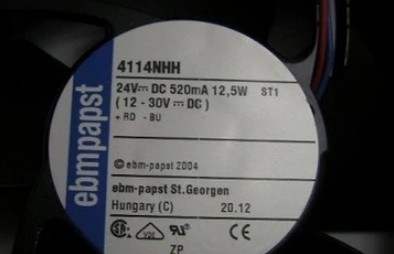 ebmpapst
4114NHH
24V⎓ DC 520mA 12,5W ST1
(12 - 30V ⎓ DC)
+ RD - BU
© ebm-papst 2004
ebm-papst St.Georgen
Hungary (C) 20.12
ZP